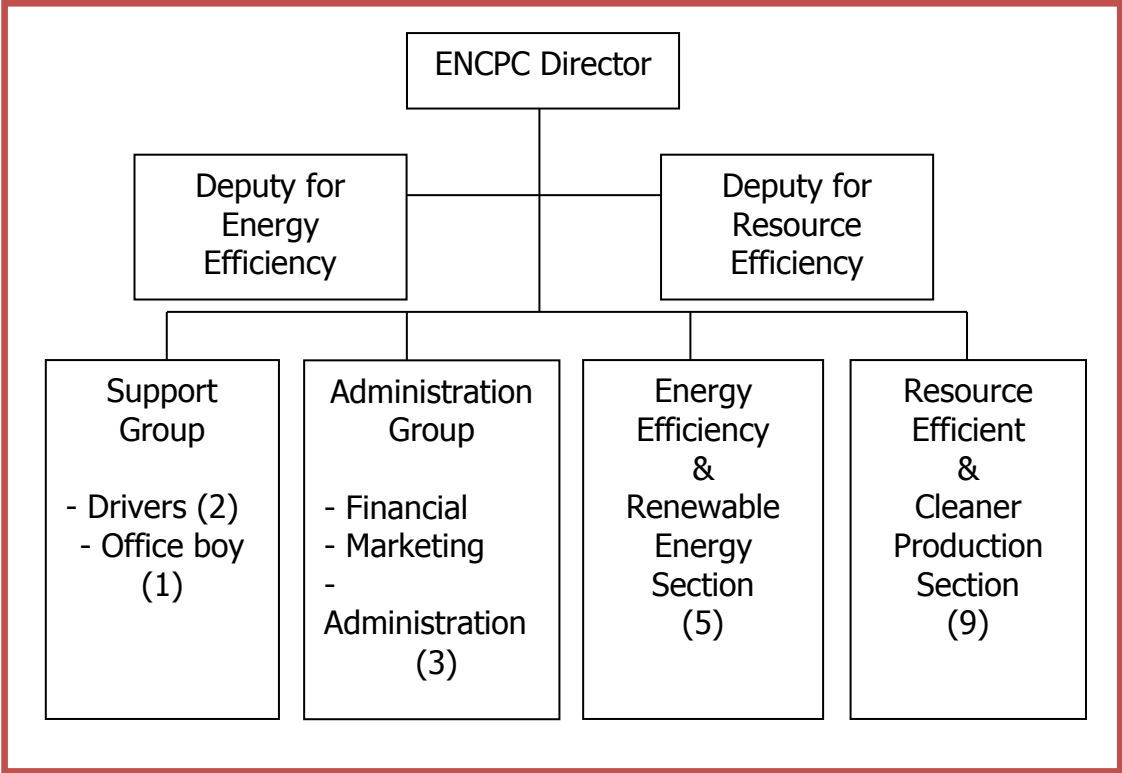 ENCPC Director
Deputy for
Energy
Efficiency
Deputy for
Resource
Efficiency
Support
Group
- Drivers (2)
- Office boy
(1)
Administration
Group
- Financial
- Marketing
-
Administration
(3)
Energy
Efficiency
&
Renewable
Energy
Section
(5)
Resource
Efficient
&
Cleaner
Production
Section
(9)